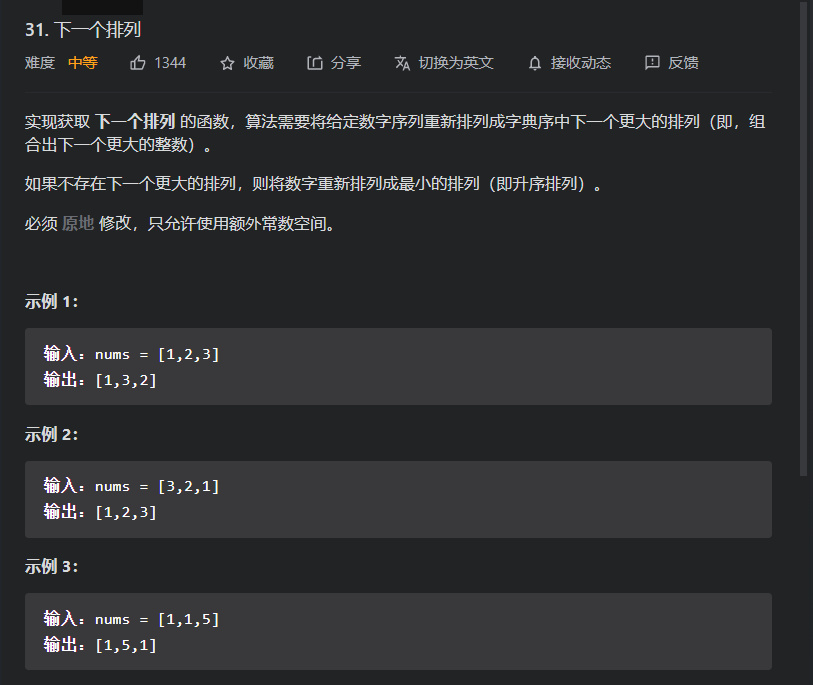 31. 下一个排列
难度 中等 1344 收藏 分享 切换为英文 接收动态 反馈
实现获取 下一个排列 的函数，算法需要将给定数字序列重新排列成字典序中下一个更大的排列（即，组
合出下一个更大的整数）。
如果不存在下一个更大的排列，则将数字重新排列成最小的排列（即升序排列）。
必须 原地 修改，只允许使用额外常数空间。
示例 1：
输入：nums = [1,2,3]
输出：[1,3,2]
示例 2：
输入：nums = [3,2,1]
输出：[1,2,3]
示例 3：
输入：nums = [1,1,5]
输出：[1,5,1]